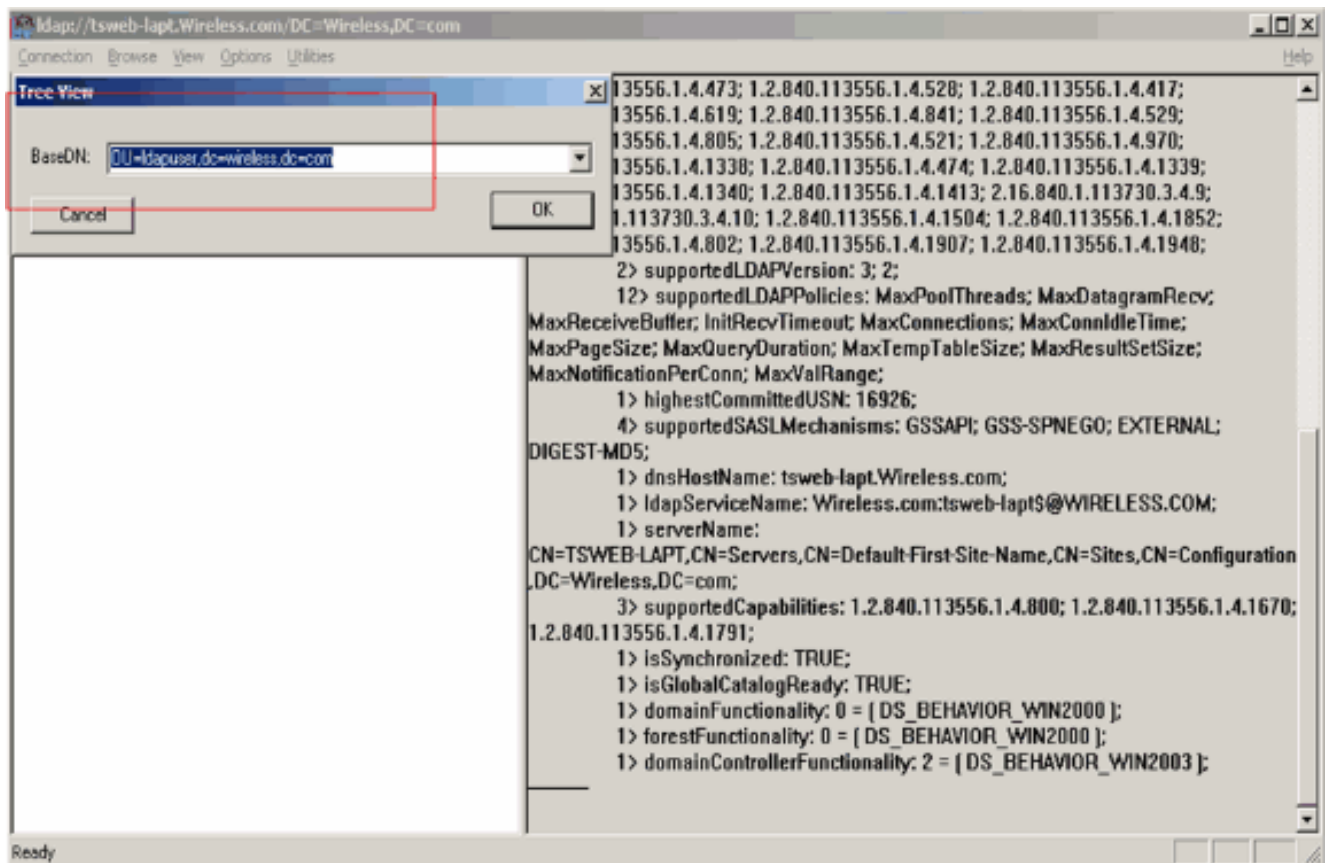 ldap://tsweb-lapt.Wireless.com/DC=Wireless,DC=com
Connection Browse View Options Utilities Help
Tree View
BaseDN: OU=ldapuser,dc=wireless,dc=com
Cancel
OK
13556.1.4.473; 1.2.840.113556.1.4.528; 1.2.840.113556.1.4.417;
13556.1.4.619; 1.2.840.113556.1.4.841; 1.2.840.113556.1.4.529;
13556.1.4.805; 1.2.840.113556.1.4.521; 1.2.840.113556.1.4.970;
13556.1.4.1338; 1.2.840.113556.1.4.474; 1.2.840.113556.1.4.1339;
13556.1.4.1340; 1.2.840.113556.1.4.1413; 2.16.840.1.113730.3.4.9;
1.113730.3.4.10; 1.2.840.113556.1.4.1504; 1.2.840.113556.1.4.1852;
13556.1.4.802; 1.2.840.113556.1.4.1907; 1.2.840.113556.1.4.1948;
2> supportedLDAPVersion: 3; 2;
12> supportedLDAPPolicies: MaxPoolThreads; MaxDatagramRecv;
MaxReceiveBuffer; InitRecvTimeout; MaxConnections; MaxConnIdleTime;
MaxPageSize; MaxQueryDuration; MaxTempTableSize; MaxResultSetSize;
MaxNotificationPerConn; MaxValRange;
1> highestCommittedUSN: 16926;
4> supportedSASLMechanisms: GSSAPI; GSS-SPNEGO; EXTERNAL;
DIGEST-MD5;
1> dnsHostName: tsweb-lapt.Wireless.com;
1> ldapServiceName: Wireless.com:tsweb-lapt$@WIRELESS.COM;
1> serverName:
CN=TSWEB-LAPT,CN=Servers,CN=Default-First-Site-Name,CN=Sites,CN=Configuration
,DC=Wireless,DC=com;
3> supportedCapabilities: 1.2.840.113556.1.4.800; 1.2.840.113556.1.4.1670;
1.2.840.113556.1.4.1791;
1> isSynchronized: TRUE;
1> isGlobalCatalogReady: TRUE;
1> domainFunctionality: 0 = ( DS_BEHAVIOR_WIN2000 );
1> forestFunctionality: 0 = ( DS_BEHAVIOR_WIN2000 );
1> domainControllerFunctionality: 2 = ( DS_BEHAVIOR_WIN2003 );
Ready